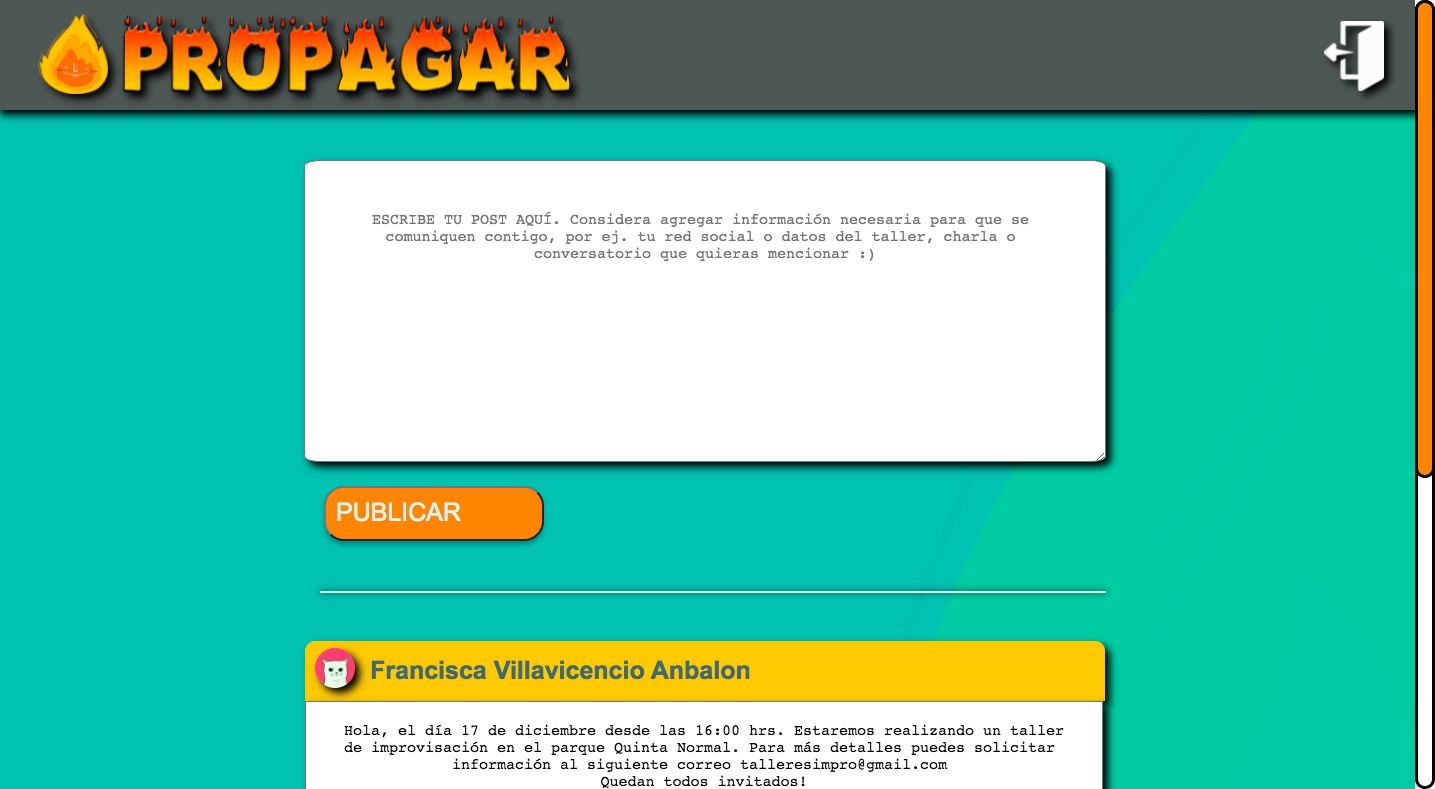 PROPAGAR
ESCRIBE TU POST AQUÍ. Considera agregar información necesaria para que se
comuniquen contigo, por ej. tu red social o datos del taller, charla o
conversatorio que quieras mencionar :)
PUBLICAR
Francisca Villavicencio Anbalon
Hola, el día 17 de diciembre desde las 16:00 hrs. Estaremos realizando un taller
de improvisación en el parque Quinta Normal. Para más detalles puedes solicitar
información al siguiente correo talleresimpro@gmail.com
Quedan todos invitados!